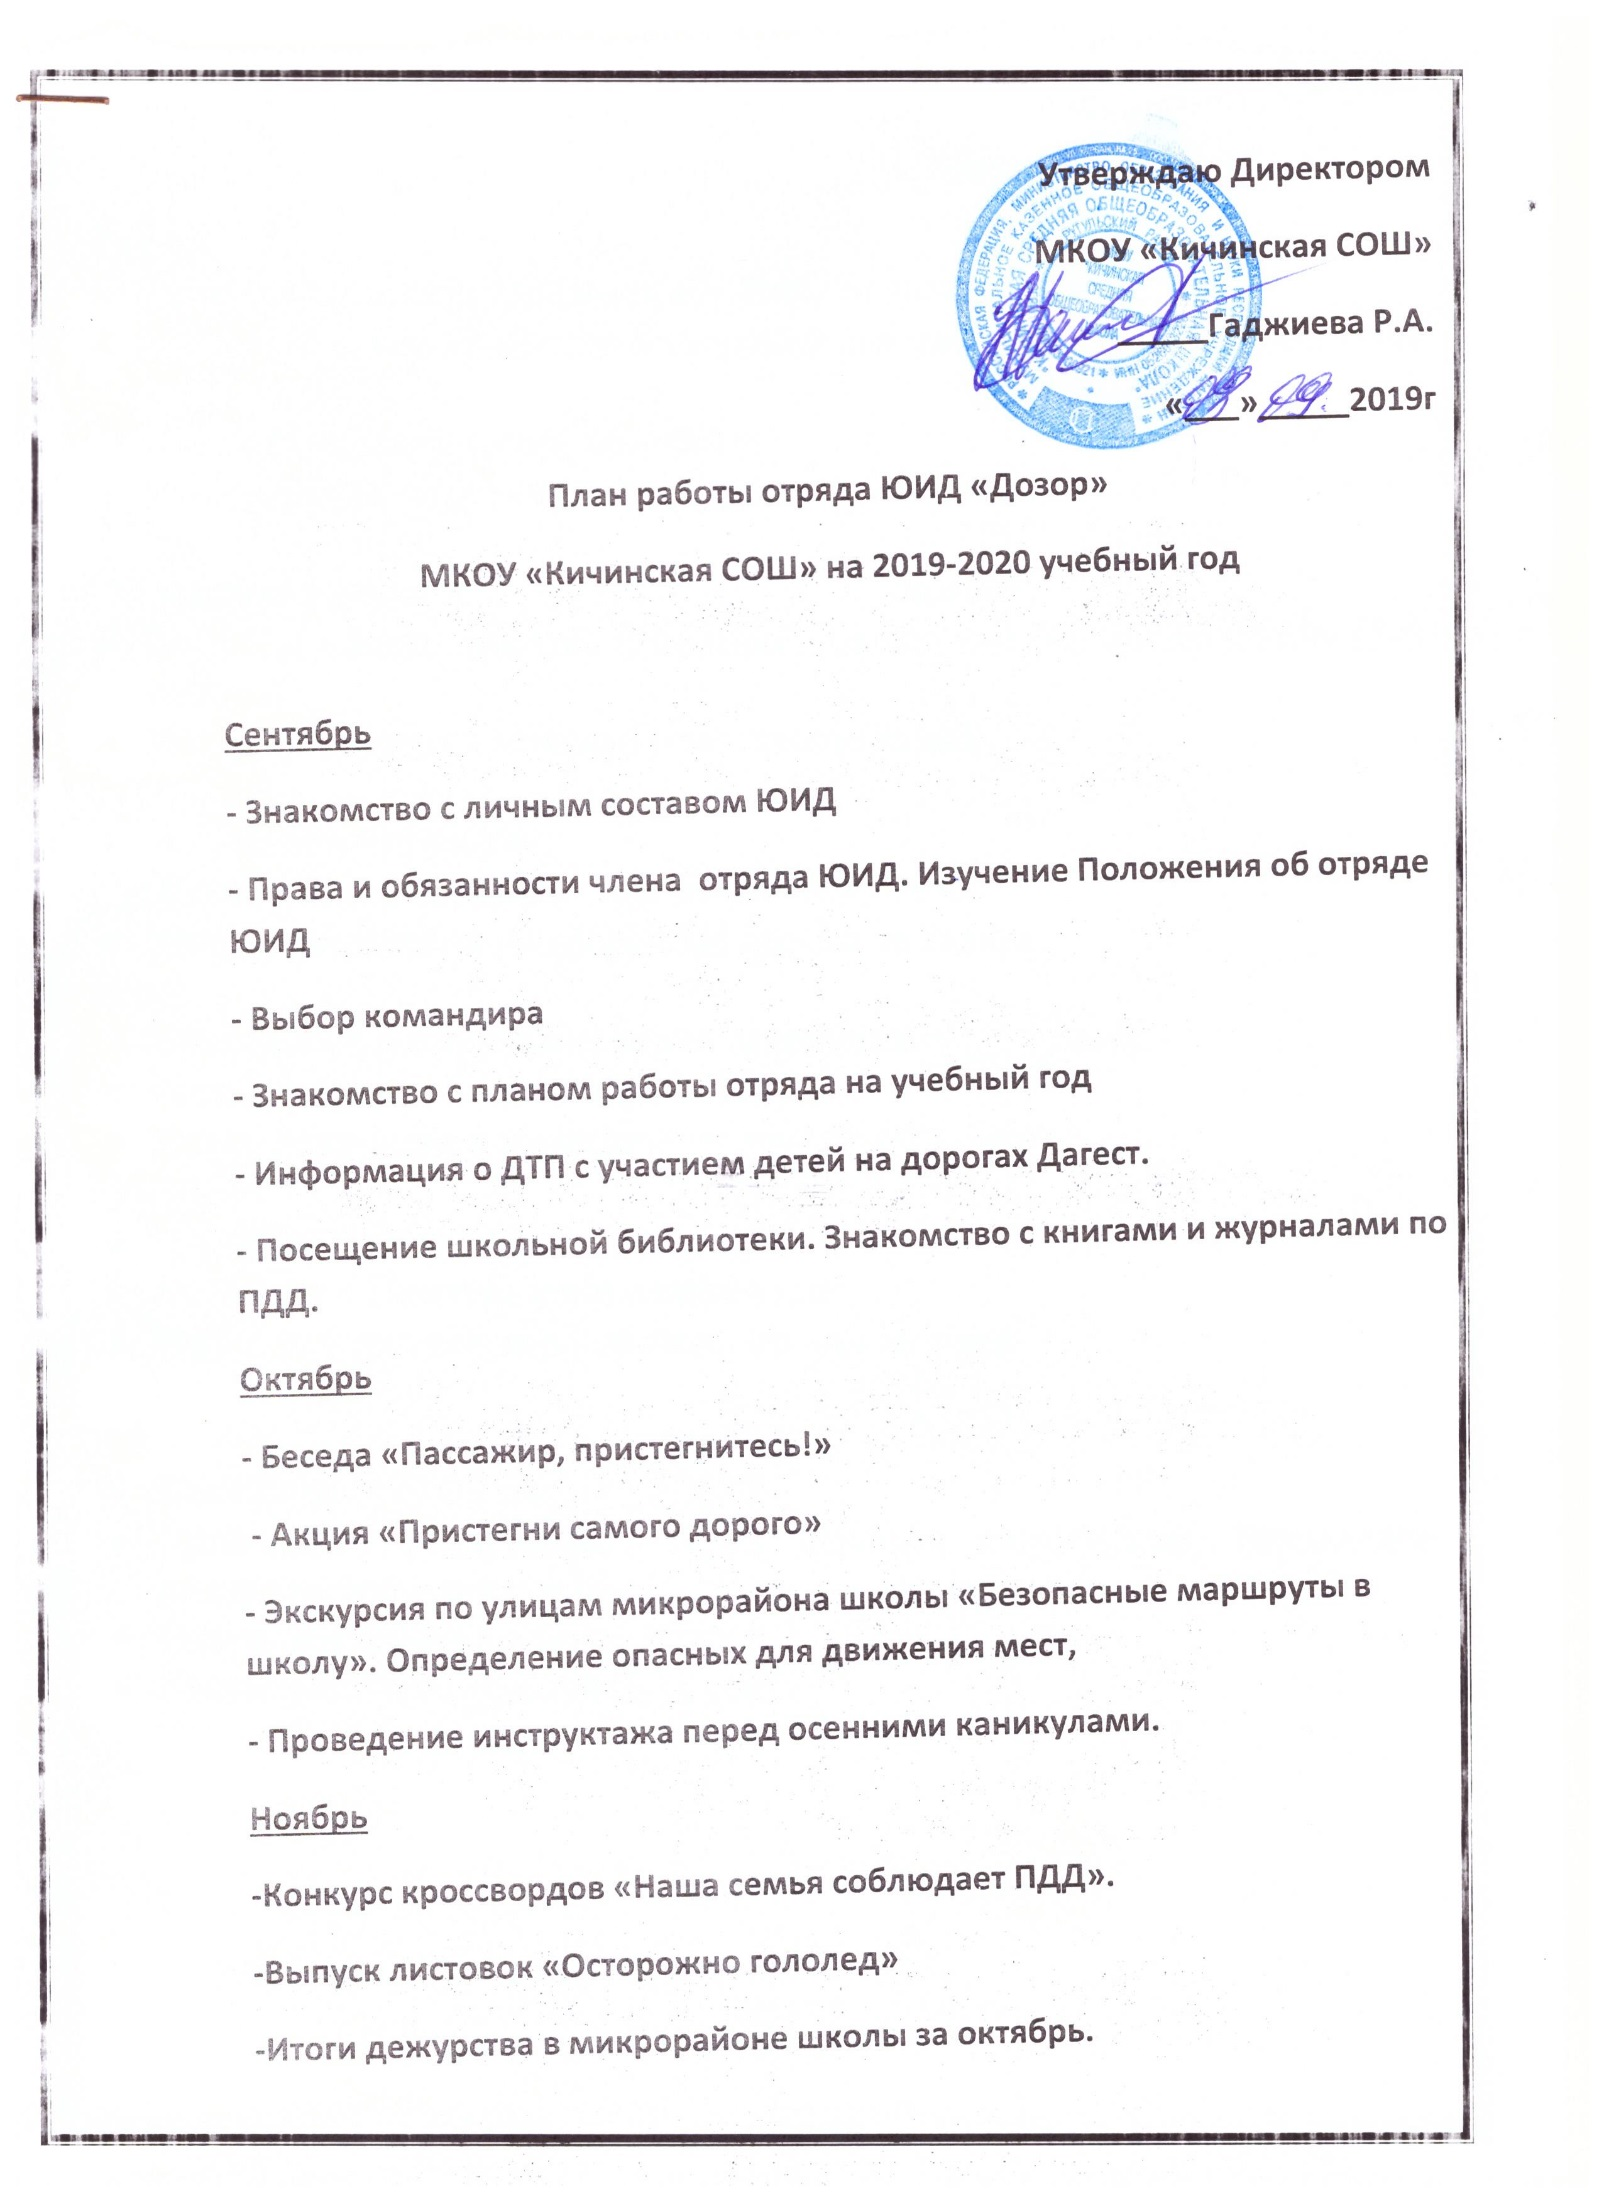 Утверждаю Директором
МКОУ «Кичинская СОШ»
_____Гаджиева Р.А.
«___»_____2019г
План работы отряда ЮИД «Дозор»
МКОУ «Кичинская СОШ» на 2019-2020 учебный год
Сентябрь
- Знакомство с личным составом ЮИД
- Права и обязанности члена отряда ЮИД. Изучение Положения об отряде
ЮИД
- Выбор командира
- Знакомство с планом работы отряда на учебный год
- Информация о ДТП с участием детей на дорогах Дагест.
- Посещение школьной библиотеки. Знакомство с книгами и журналами по
ПДД.
Октябрь
- Беседа «Пассажир, пристегнитесь!»
- Акция «Пристегни самого дорого»
- Экскурсия по улицам микрорайона школы «Безопасные маршруты в
школу». Определение опасных для движения мест,
- Проведение инструктажа перед осенними каникулами.
Ноябрь
-Конкурс кроссвордов «Наша семья соблюдает ПДД».
-Выпуск листовок «Осторожно гололед»
-Итоги дежурства в микрорайоне школы за октябрь.